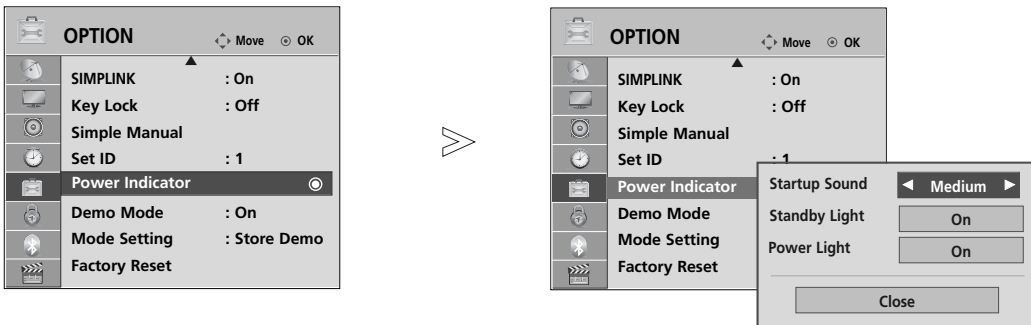 OPTION
Move OK
SIMPLINK : On
Key Lock : Off
Simple Manual
Set ID : 1
Power Indicator
Demo Mode : On
Mode Setting : Store Demo
Factory Reset
OPTION
Move OK
SIMPLINK : On
Key Lock : Off
Simple Manual
Set ID : 1
Power Indicator
Demo Mode
Mode Setting
Factory Reset
Startup Sound Medium
Standby Light On
Power Light On
Close